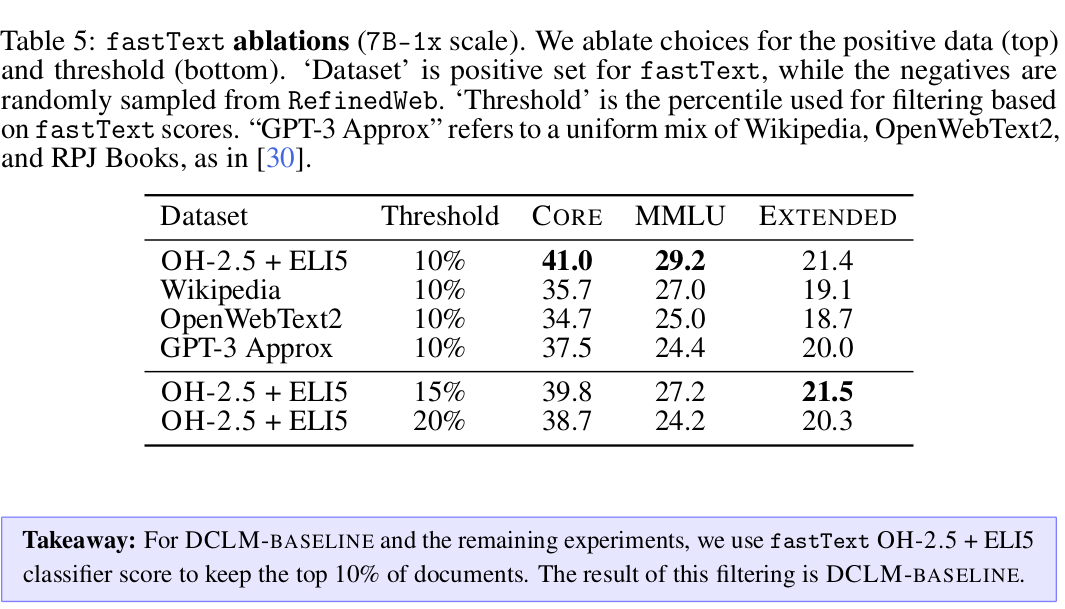 Table 5: fastText ablations (7B-1x scale). We ablate choices for the positive data (top)
and threshold (bottom). ‘Dataset’ is positive set for fastText, while the negatives are
randomly sampled from RefinedWeb. ‘Threshold’ is the percentile used for filtering based
on fastText scores. “GPT-3 Approx” refers to a uniform mix of Wikipedia, OpenWebText2,
and RPJ Books, as in [30].
Dataset Threshold CORE MMLU EXTENDED
OH-2.5 + ELI5 10% 41.0 29.2 21.4
Wikipedia 10% 35.7 27.0 19.1
OpenWebText2 10% 34.7 25.0 18.7
GPT-3 Approx 10% 37.5 24.4 20.0
OH-2.5 + ELI5 15% 39.8 27.2 21.5
OH-2.5 + ELI5 20% 38.7 24.2 20.3
Takeaway: For DCLM-BASELINE and the remaining experiments, we use fastText OH-2.5 + ELI5
classifier score to keep the top 10% of documents. The result of this filtering is DCLM-BASELINE.